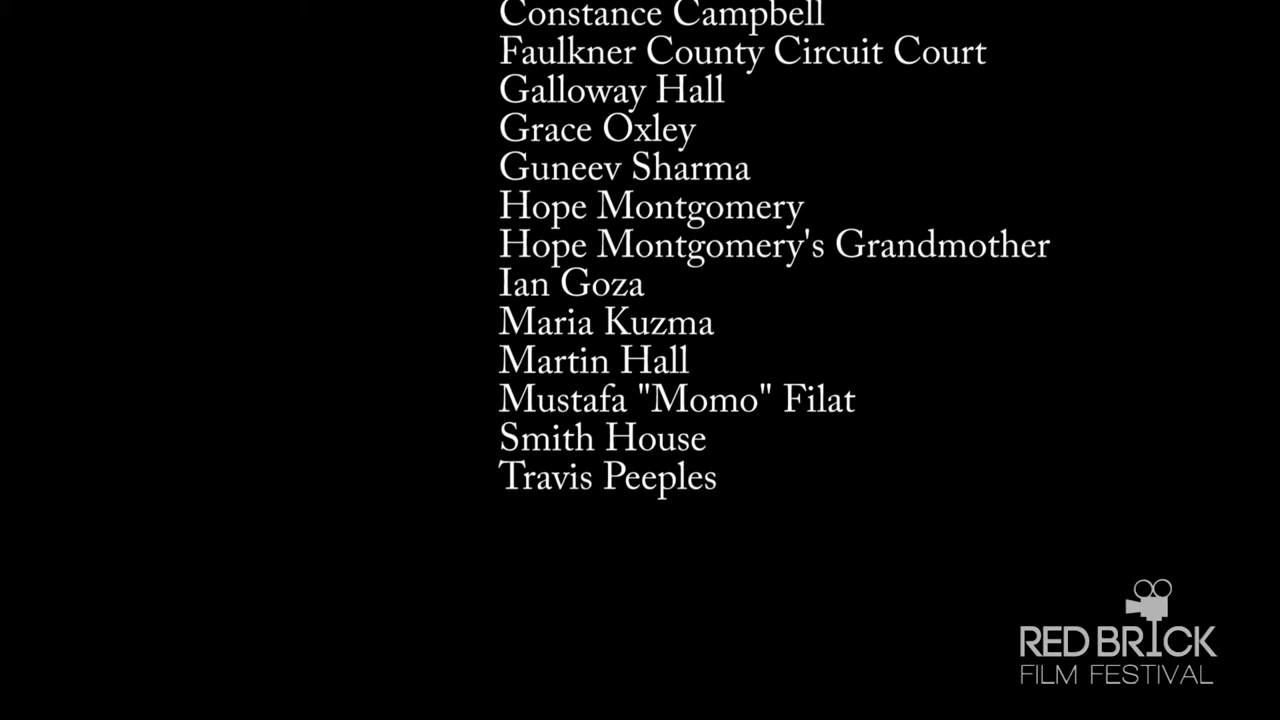 Constance Campbell
Faulkner County Circuit Court
Galloway Hall
Grace Oxley
Guneev Sharma
Hope Montgomery
Hope Montgomery's Grandmother
Ian Goza
Maria Kuzma
Martin Hall
Mustafa "Momo" Filat
Smith House
Travis Peeples
RED BRICK
FILM FESTIVAL